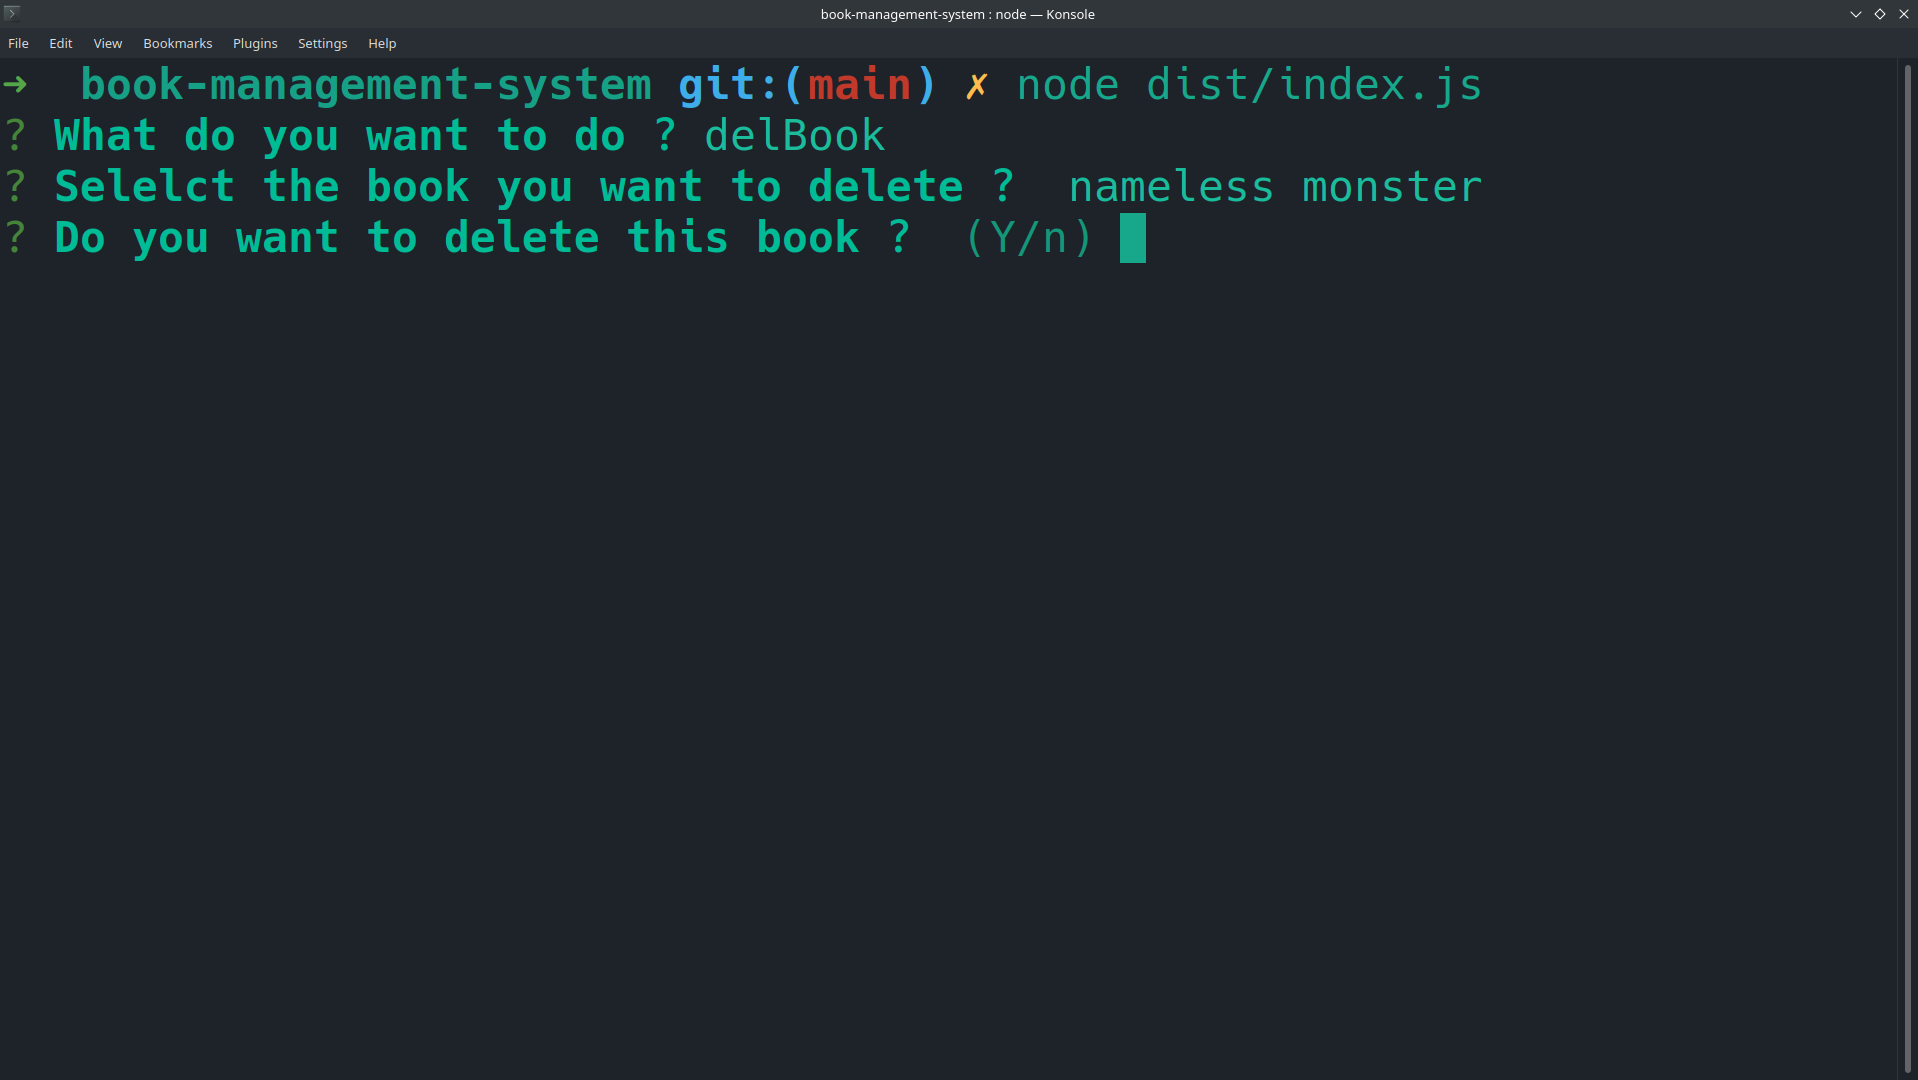 book-management-system : node — Konsole
File Edit View Bookmarks Plugins Settings Help
➜  book-management-system git:(main) ✗ node dist/index.js
? What do you want to do ? delBook
? Selelct the book you want to delete ?  nameless monster
? Do you want to delete this book ?  (Y/n)